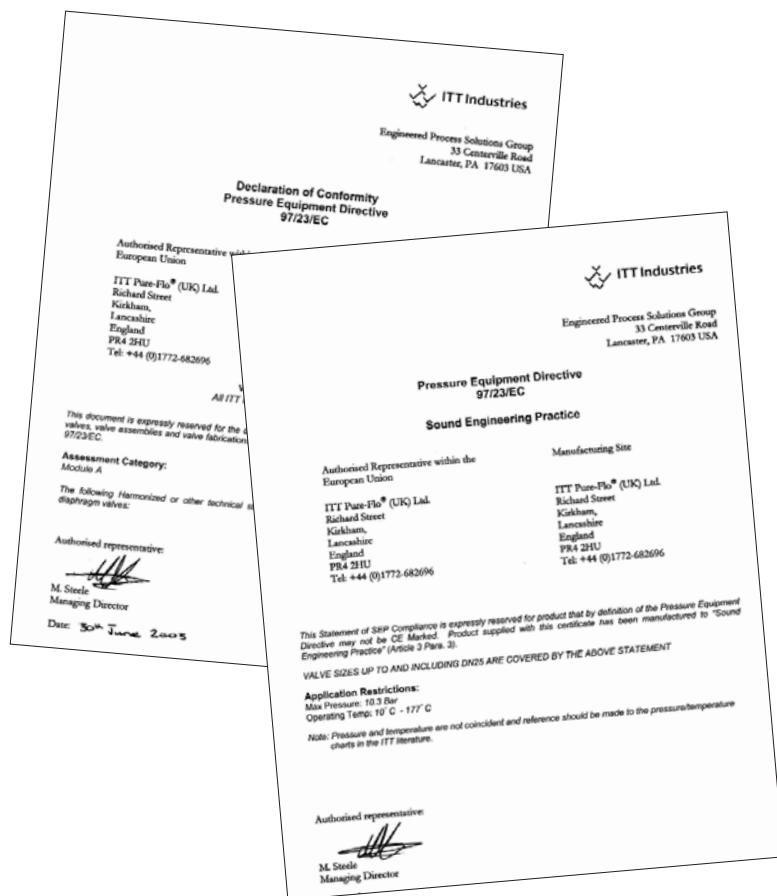 ITT Industries
Engineered Process Solutions Group
33 Centerville Road
Lancaster, PA 17603 USA
Declaration of Conformity
Pressure Equipment Directive
97/23/EC
Authorised Representative
European Union
ITT Pure-Flo® (UK) Ltd.
Richard Street
Kirkham,
Lancashire
England
PR4 2HU
Tel: +44 (0)1772-682696
All ITT
This document is expressly reserved for the
valves, valve assemblies and valve
97/23/EC.
Assessment Category:
Module A
The following Harmonized or other technical
diaphragm valves:
Authorised representative:
M. Steele
Managing Director
Date: 30th June 2003
ITT Industries
Engineered Process Solutions Group
33 Centerville Road
Lancaster, PA 17603 USA
Pressure Equipment Directive
97/23/EC
Sound Engineering Practice
Authorised Representative within the
European Union
ITT Pure-Flo® (UK) Ltd.
Richard Street
Kirkham,
Lancashire
England
PR4 2HU
Tel: +44 (0)1772-682696
Manufacturing Site
ITT Pure-Flo® (UK) Ltd.
Richard Street
Kirkham,
Lancashire
England
PR4 2HU
Tel: +44 (0)1772-682696
This Statement of SEP Compliance is expressly reserved for product that by definition of the Pressure Equipment
Directive may not be CE Marked. Product supplied with this certificate has been manufactured to "Sound
Engineering Practice" (Article 3 Para. 3).
VALVE SIZES UP TO AND INCLUDING DN25 ARE COVERED BY THE ABOVE STATEMENT
Application Restrictions:
Max Pressure: 10.3 Bar
Operating Temp: 10° C - 177° C
Note: Pressure and temperature are not coincident and reference should be made to the pressure/temperature
charts in the ITT literature.
Authorised representative:
M. Steele
Managing Director